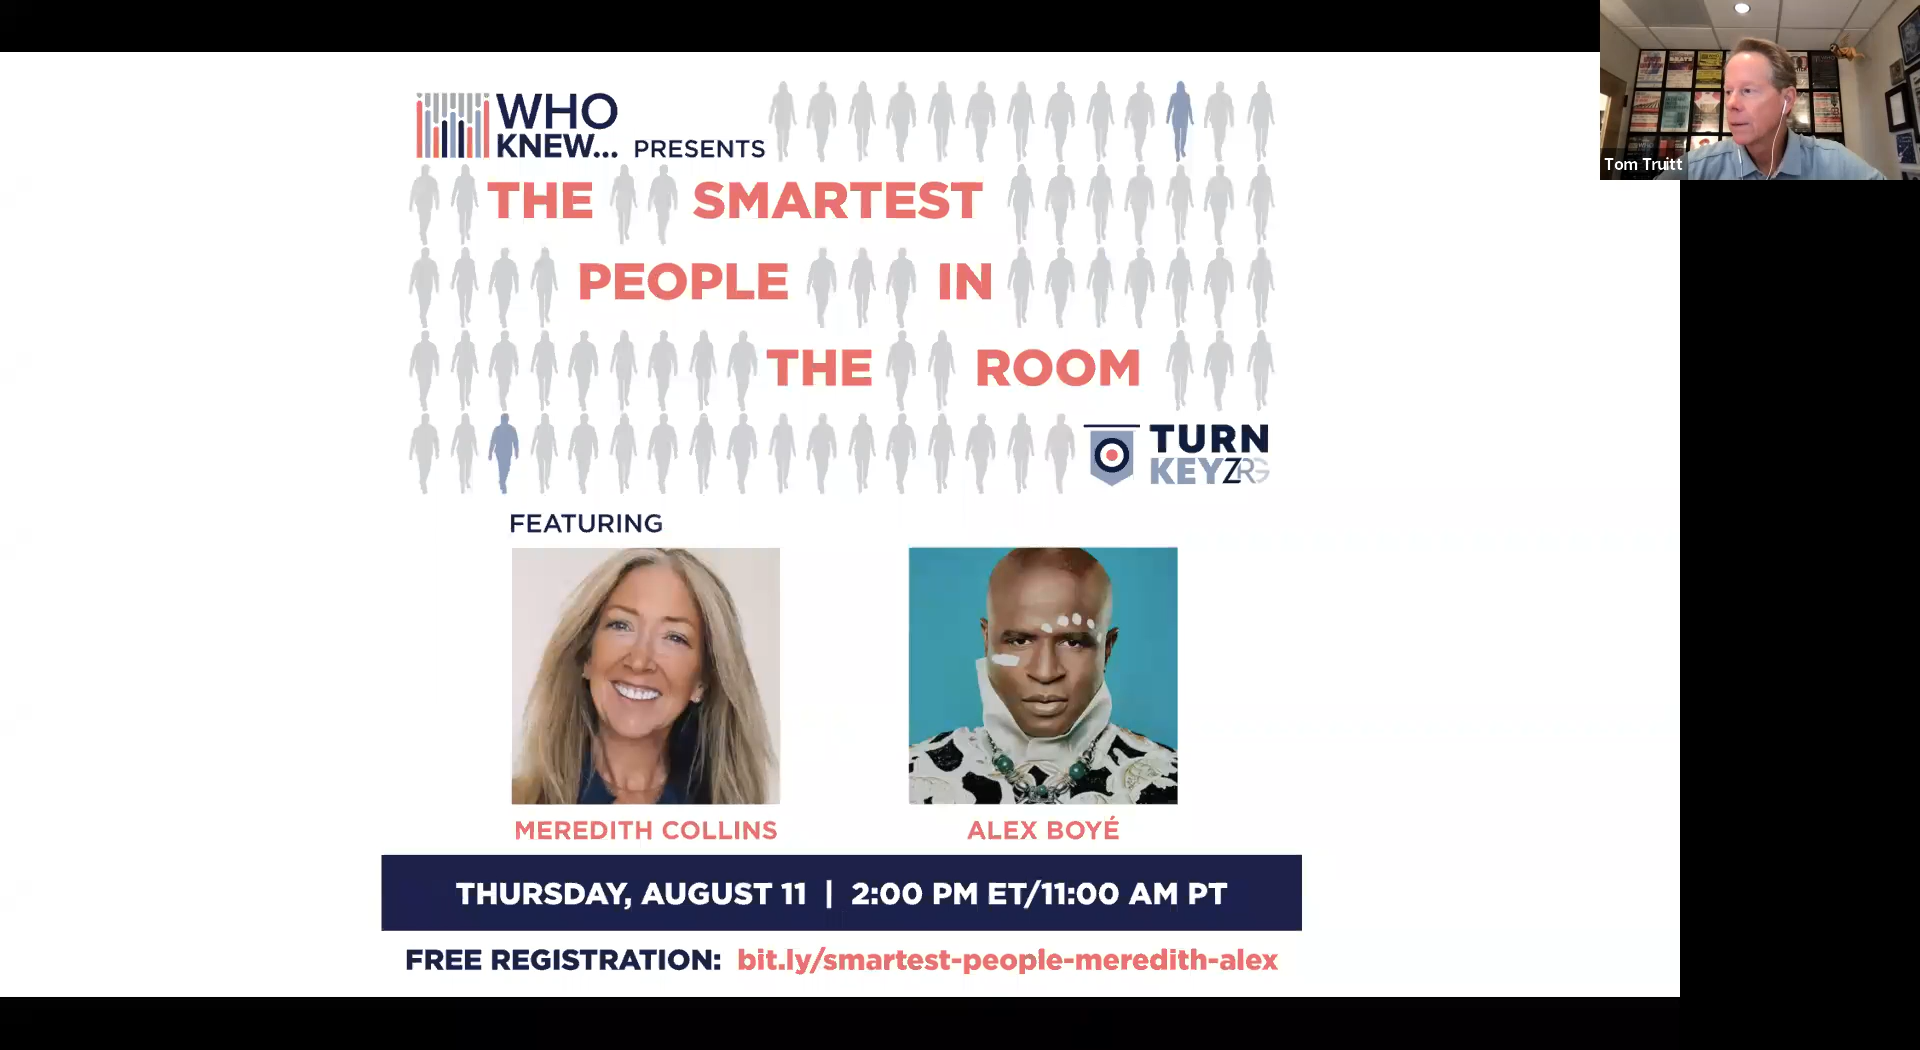 WHO
KNEW... PRESENTS
THE SMARTEST
PEOPLE IN
THE ROOM
TURN
KEYZRG
FEATURING
MEREDITH COLLINS
ALEX BOYÉ
THURSDAY, AUGUST 11 | 2:00 PM ET/11:00 AM PT
FREE REGISTRATION: bit.ly/smartest-people-meredith-alex
Tom Truitt